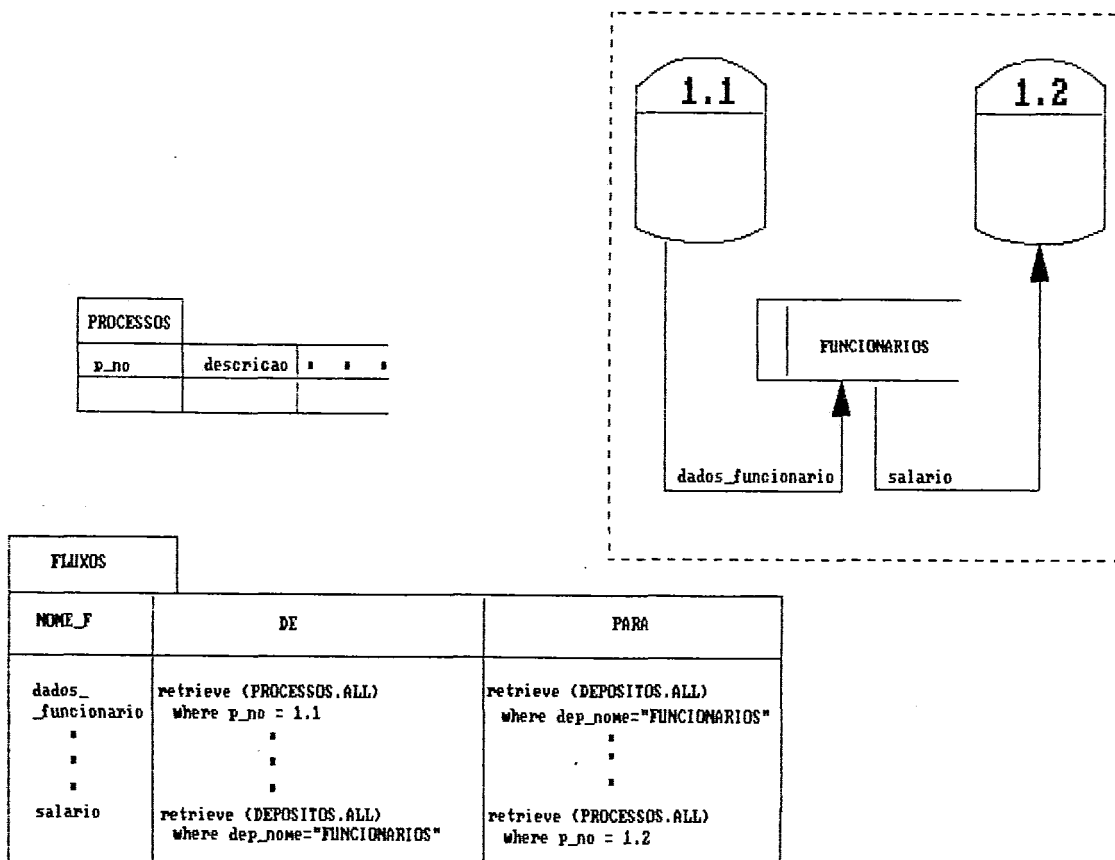 1.1
1.2
PROCESSOS
p_no descricao
FUNCIONARIOS
dados_funcionario salario
FLUXOS
NOME_F DE PARA
dados_ retrieve (PROCESSOS.ALL) retrieve (DEPOSITOS.ALL)
_funcionario where p_no = 1.1 where dep_nome="FUNCIONARIOS"
salario retrieve (DEPOSITOS.ALL) retrieve (PROCESSOS.ALL)
where dep_nome="FUNCIONARIOS" where p_no = 1.2